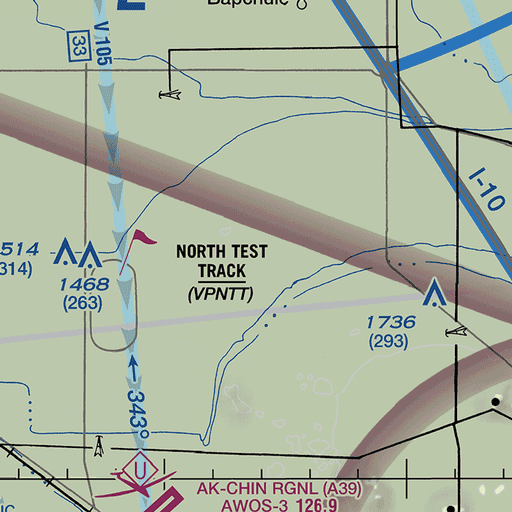 Bapchule
33
V 105
I-10
NORTH TEST
TRACK
(VPNTT)
514
314)
1468
(263)
1736
(293)
343°
U
AK-CHIN RGNL (A39)
AWOS-3 126.9